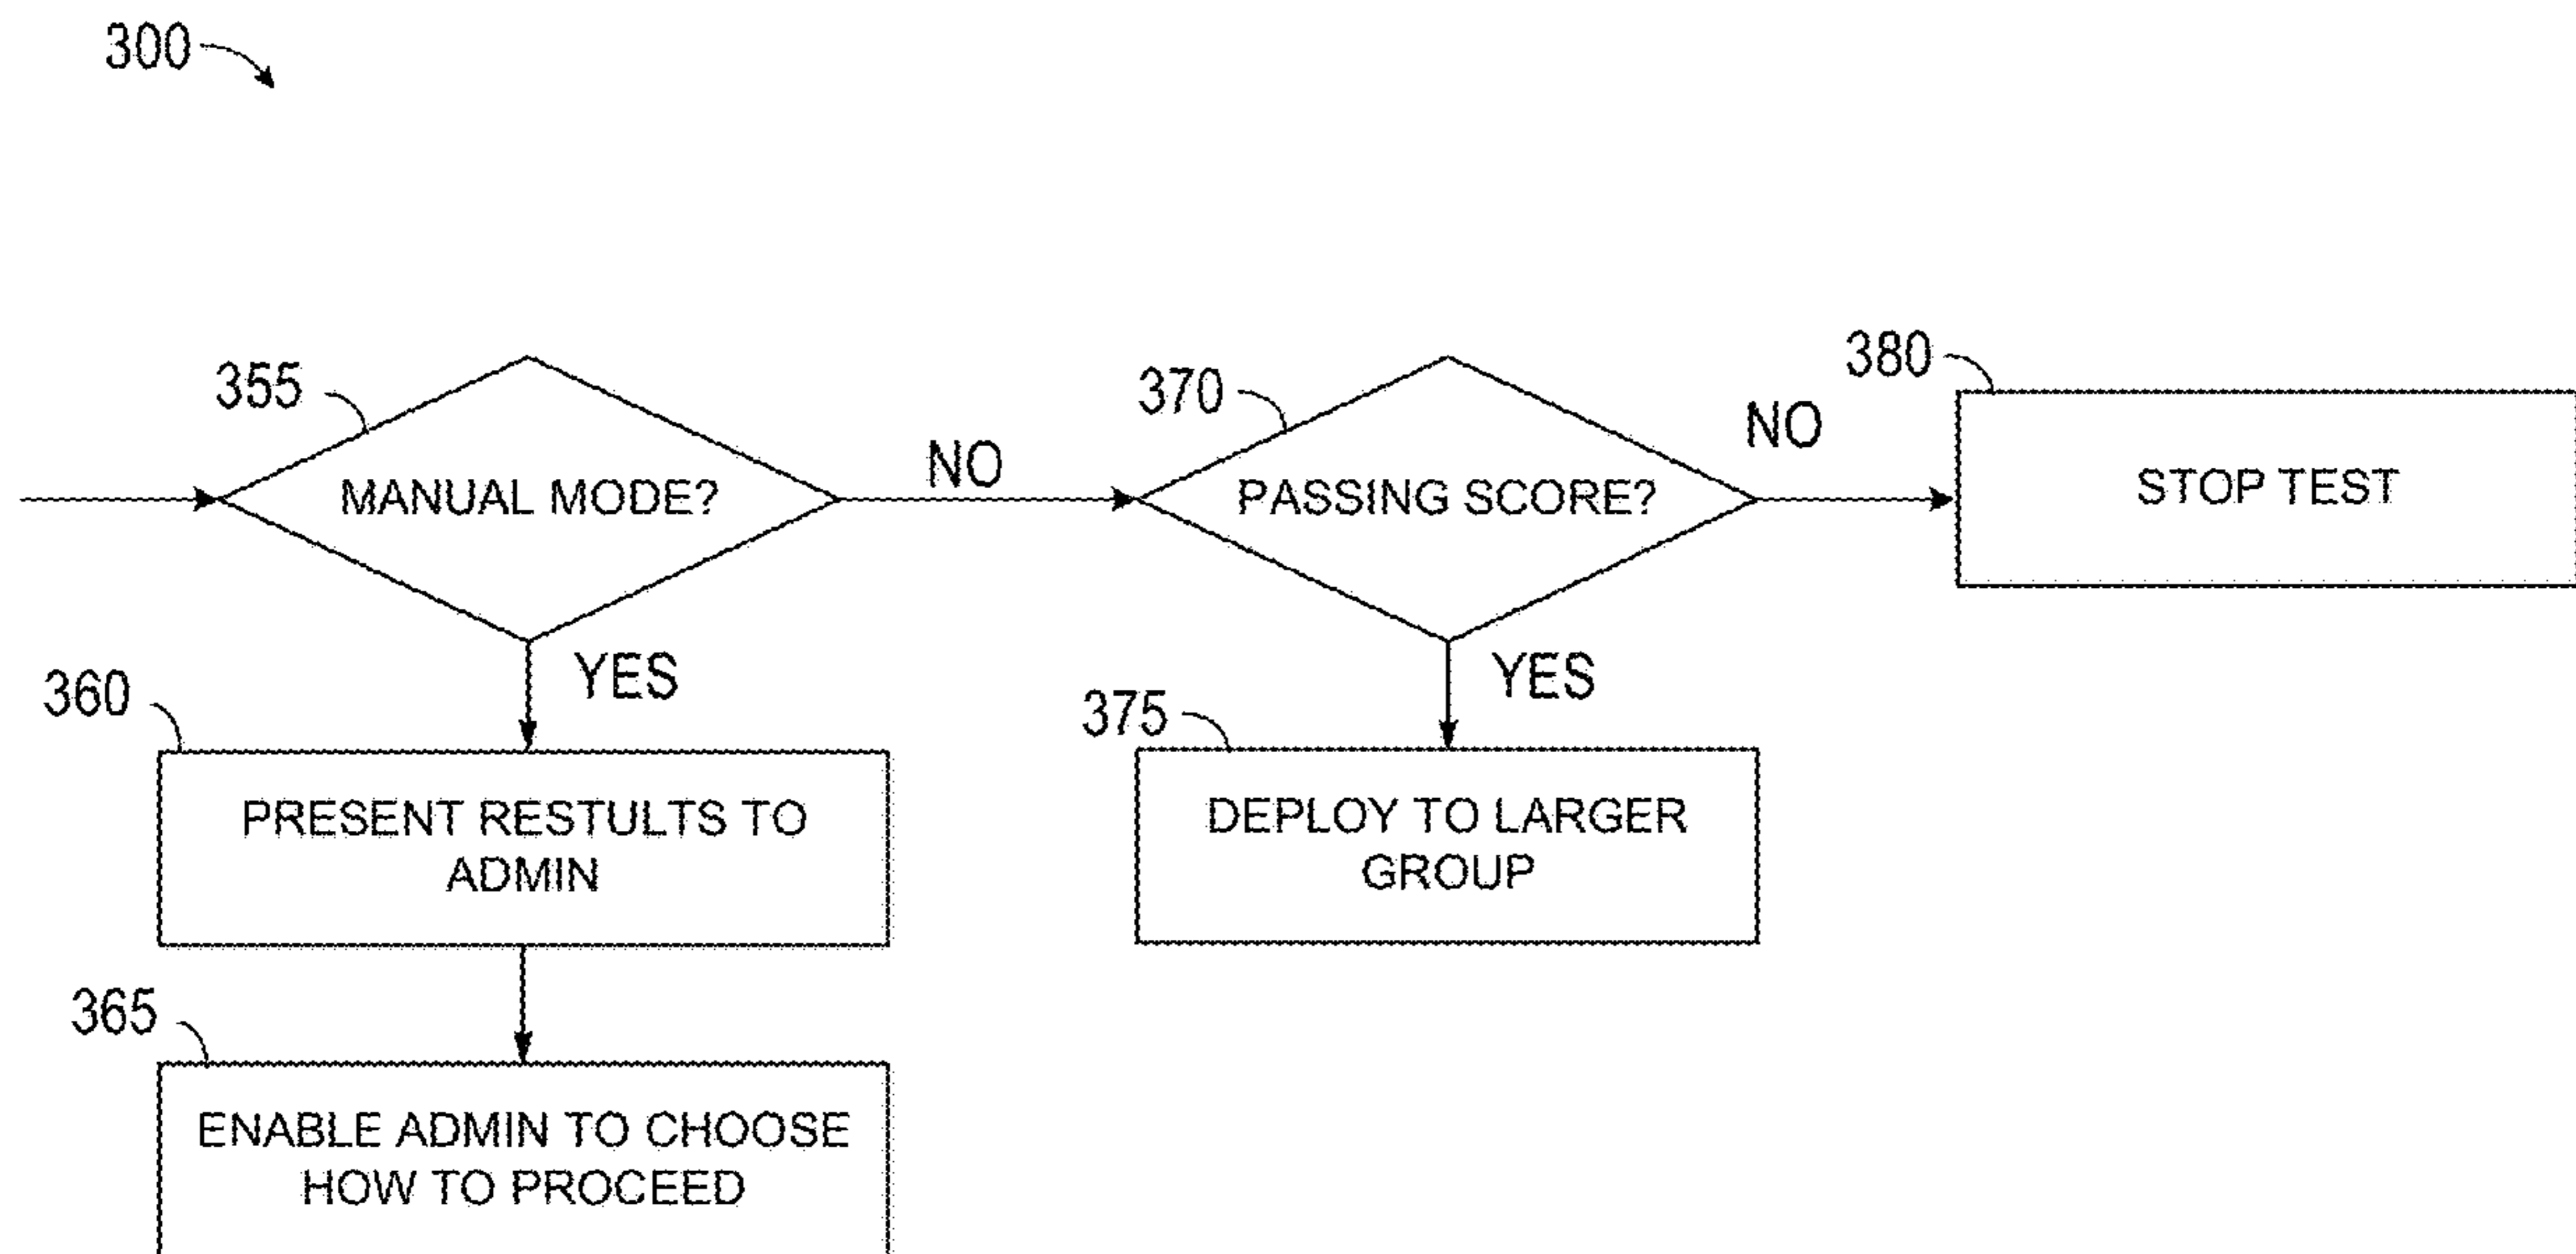 300
355
MANUAL MODE?
NO
370
PASSING SCORE?
NO
380
STOP TEST
YES
YES
360
PRESENT RESTULTS TO
ADMIN
375
DEPLOY TO LARGER
GROUP
365
ENABLE ADMIN TO CHOOSE
HOW TO PROCEED